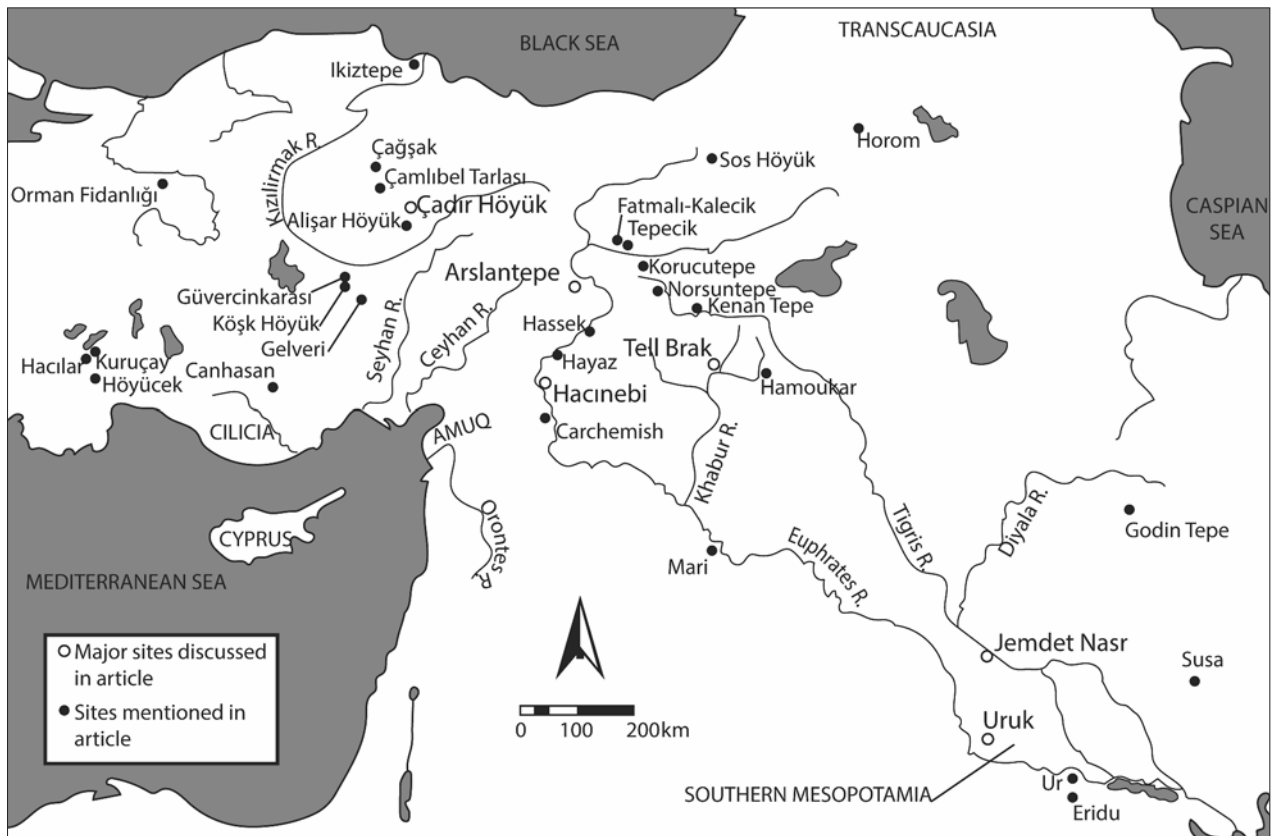 BLACK SEA
TRANSCAUCASIA
Ikiztepe
Horom
Kızılirmak R.
Çağşak
Sos Höyük
Çamlıbel Tarlası
Orman Fidanlığı
Çadır Höyük
Fatmalı-Kalecik
Tepecik
CASPIAN
SEA
Alişar Höyük
Korucutepe
Arslantepe
Norsuntepe
Güvercinkarası
Kenan Tepe
Köşk Höyük
Gelveri
Seyhan R.
Ceyhan R.
Hassek
Tell Brak
Hacılar
Kuruçay
Höyücek
Canhasan
Hayaz
Hamoukar
Hacınebi
CILICIA
AMUQ
Carchemish
Khabur R.
Orontes R.
CYPRUS
Tigris R.
Diyala R.
Godin Tepe
Mari
Euphrates R.
MEDITERRANEAN SEA
Major sites discussed
in article
Sites mentioned in
article
0 100 200km
Jemdet Nasr
Susa
Uruk
SOUTHERN MESOPOTAMIA
Ur
Eridu